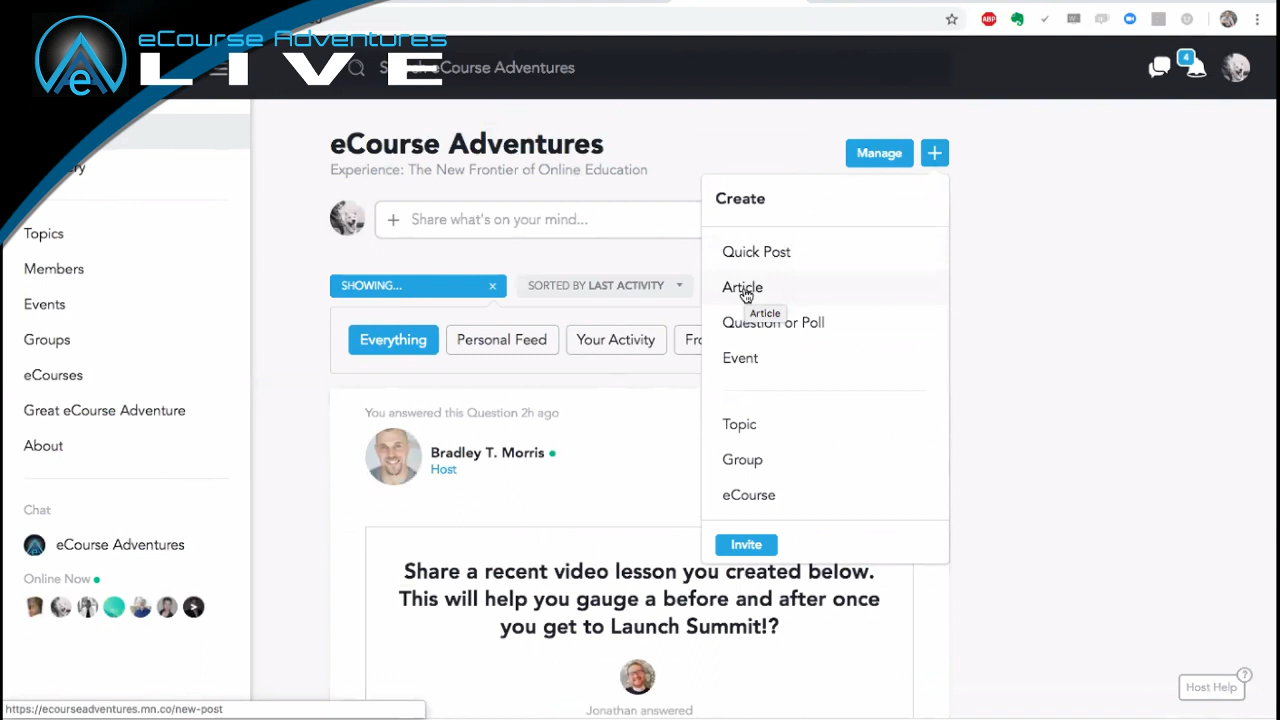 eCourse Adventures
LIVE
ABP
eCourse Adventures
4
Topics
Members
Events
Groups
eCourses
Great eCourse Adventure
About
Chat
eCourse Adventures
Online Now
eCourse Adventures
Experience: The New Frontier of Online Education
Manage
+
+ Share what's on your mind...
SHOWING... ×
SORTED BY LAST ACTIVITY
Everything
Personal Feed
Your Activity
You answered this Question 2h ago
Bradley T. Morris
Host
Share a recent video lesson you created below.
This will help you gauge a before and after once
you get to Launch Summit!?
Jonathan answered
Create
Quick Post
Article
Article
Question or Poll
Event
Topic
Group
eCourse
Invite
Host Help
?
https://ecourseadventures.mn.co/new-post